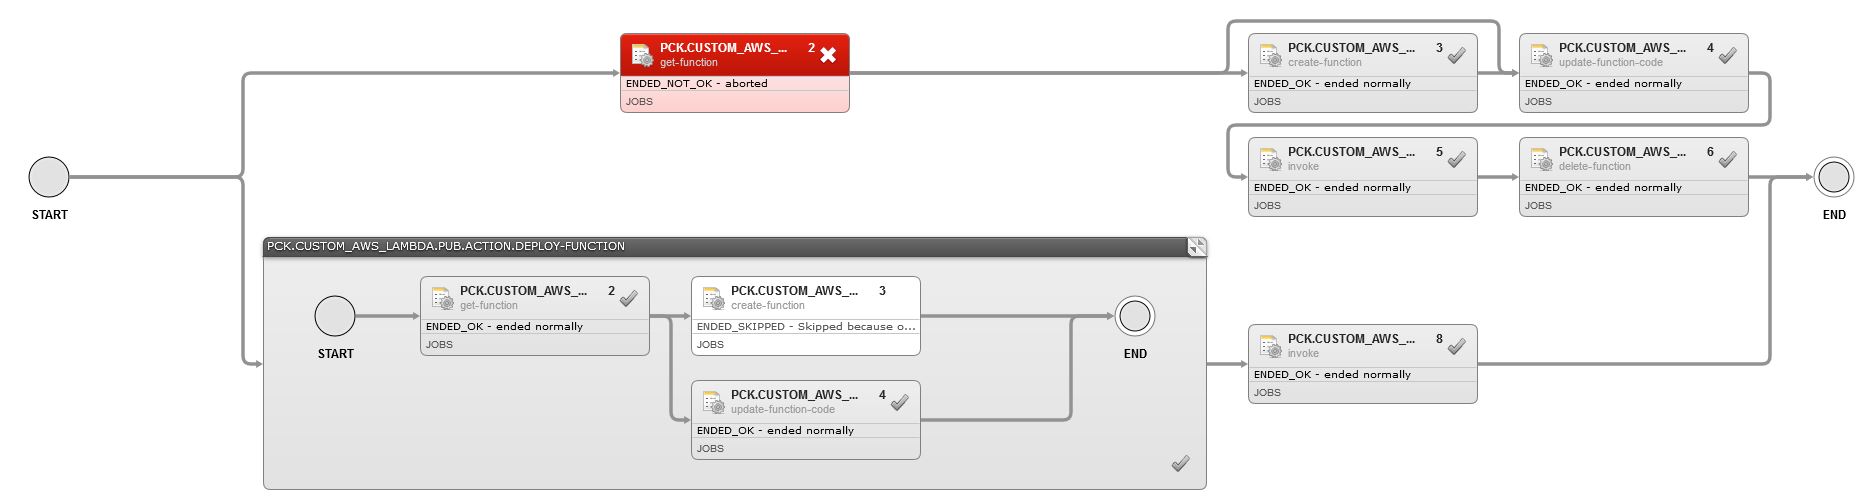 START
PCK.CUSTOM_AWS_... 2
get-function
ENDED_NOT_OK - aborted
JOBS
PCK.CUSTOM_AWS_... 3
create-function
ENDED_OK - ended normally
JOBS
PCK.CUSTOM_AWS_... 4
update-function-code
ENDED_OK - ended normally
JOBS
PCK.CUSTOM_AWS_... 5
invoke
ENDED_OK - ended normally
JOBS
PCK.CUSTOM_AWS_... 6
delete-function
ENDED_OK - ended normally
JOBS
END
PCK.CUSTOM_AWS_LAMBDA.PUB.ACTION.DEPLOY-FUNCTION
START
PCK.CUSTOM_AWS_... 2
get-function
ENDED_OK - ended normally
JOBS
PCK.CUSTOM_AWS_... 3
create-function
ENDED_SKIPPED - Skipped because o...
JOBS
PCK.CUSTOM_AWS_... 4
update-function-code
ENDED_OK - ended normally
JOBS
END
PCK.CUSTOM_AWS_... 8
invoke
ENDED_OK - ended normally
JOBS